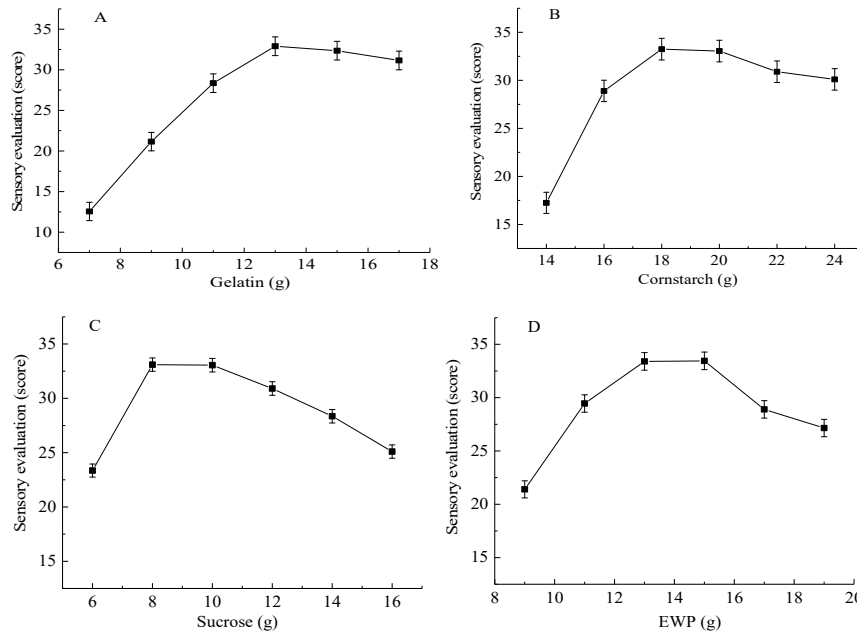 A
Sensory evaluation (score)
35
30
25
20
15
10
6 8 10 12 14 16 18
Gelatin (g)
B
Sensory evaluation (score)
35
30
25
20
15
14 16 18 20 22 24
Cornstarch (g)
C
Sensory evaluation (score)
35
30
25
20
15
6 8 10 12 14 16
Sucrose (g)
D
Sensory evaluation (score)
35
30
25
20
15
8 10 12 14 16 18 20
EWP (g)